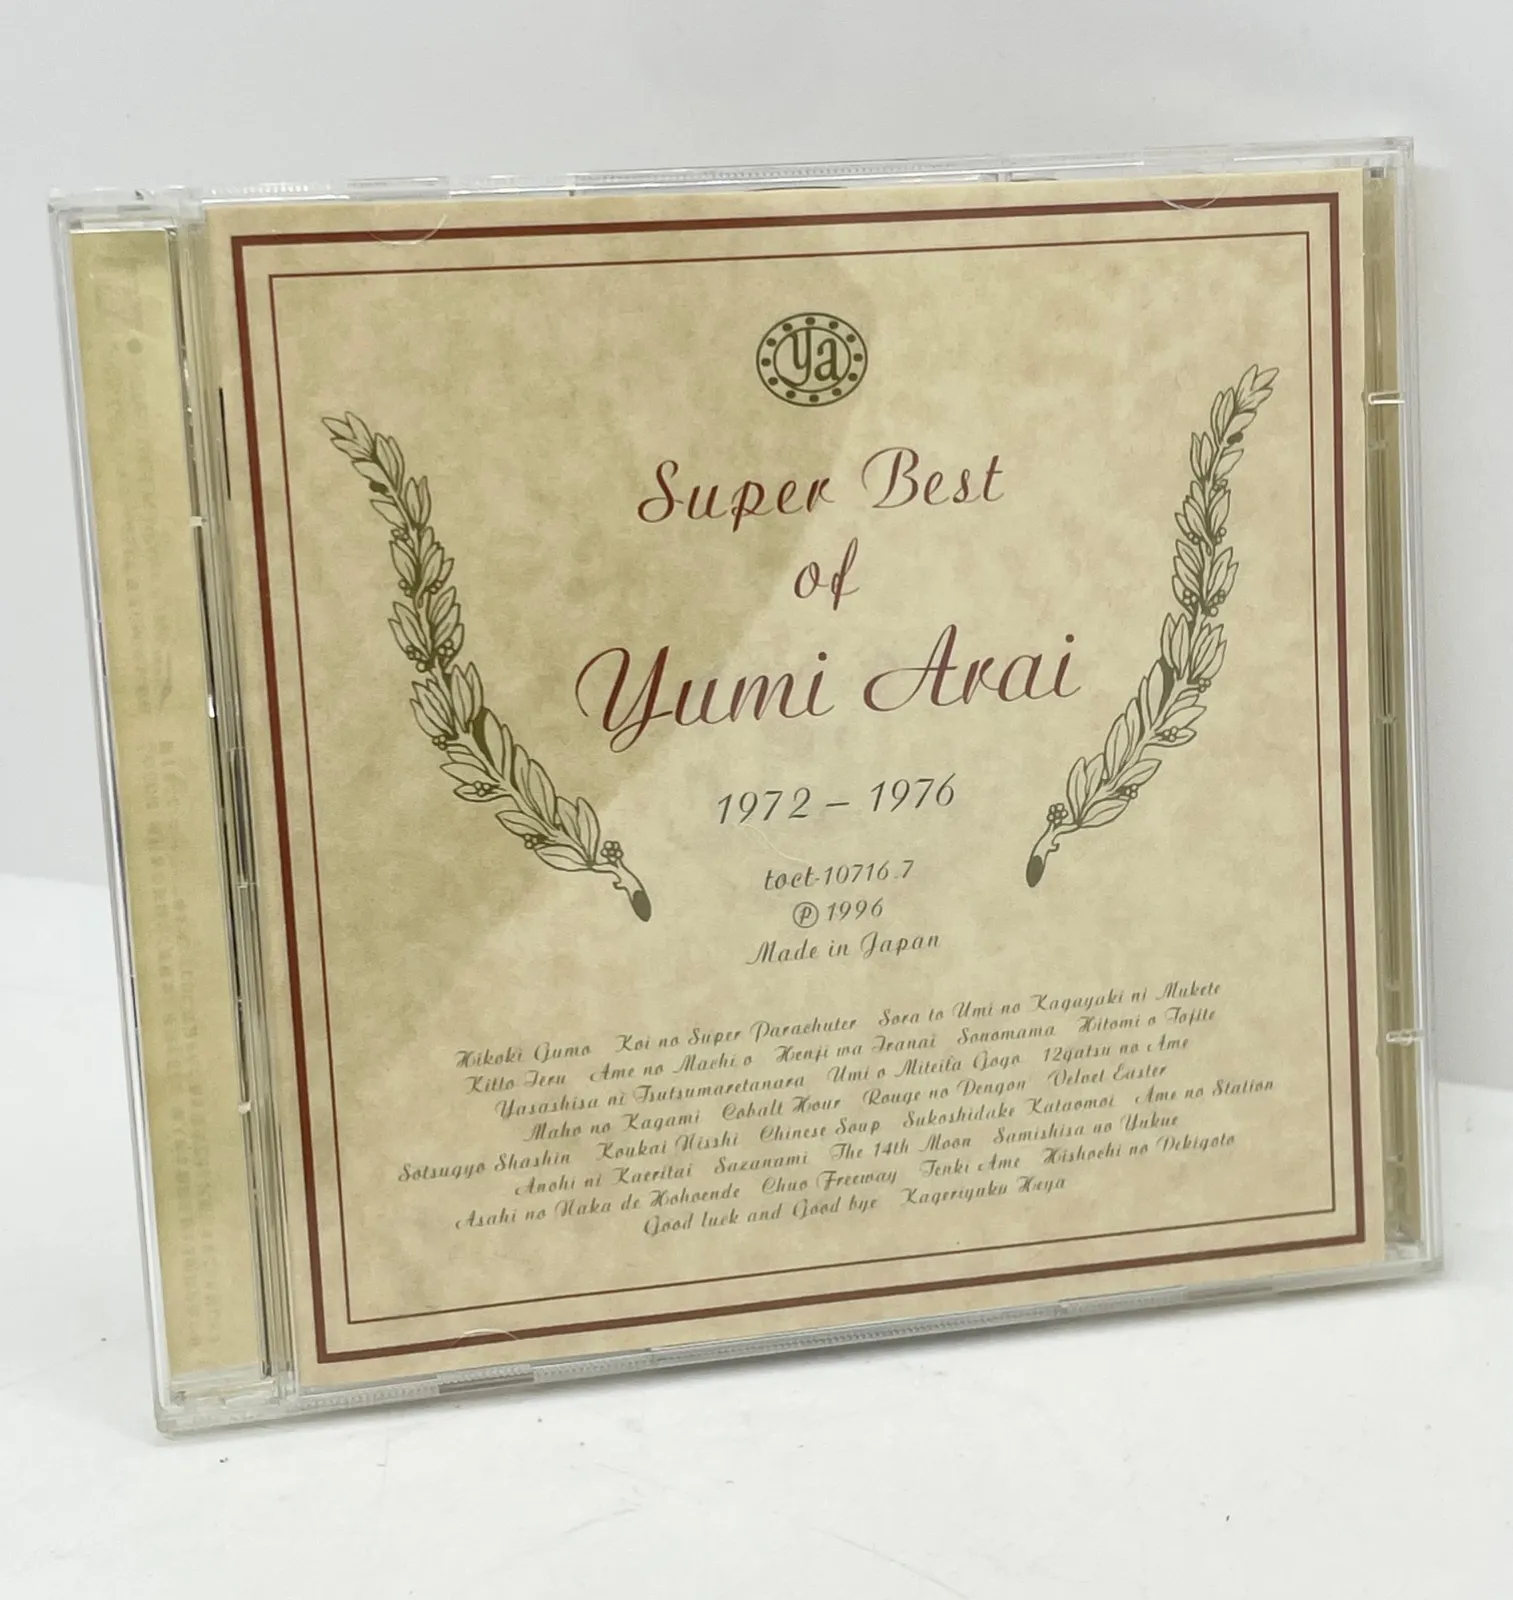 ya
Super Best
of
Yumi Arai
1972 – 1976
toct-10716.7
℗ 1996
Made in Japan
Hikoki Gumo Koi no Super Parachuter Sora to Umi no Kagayaki ni Mukete
Kitto Ieru Ame no Machi o Henji wa Iranai Sonomama Hitomi o Tojite
Yasashisa ni Tsutsumaretanara Umi o Miteita Gogo 12gatsu no Ame
Maho no Kagami Cobalt Hour Rouge no Dengon Velvet Easter
Sotsugyo Shashin Koukai Nisshi Chinese Soup Sukoshidake Kataomoi Ame no Station
Anohi ni Kaeritai Sazanami The 14th Moon Samishisa no Yukue
Asahi no Naka de Hohoende Chuo Freeway Tenki Ame Hishochi no Dekigoto
Good luck and Good bye Kageriyuku Heya